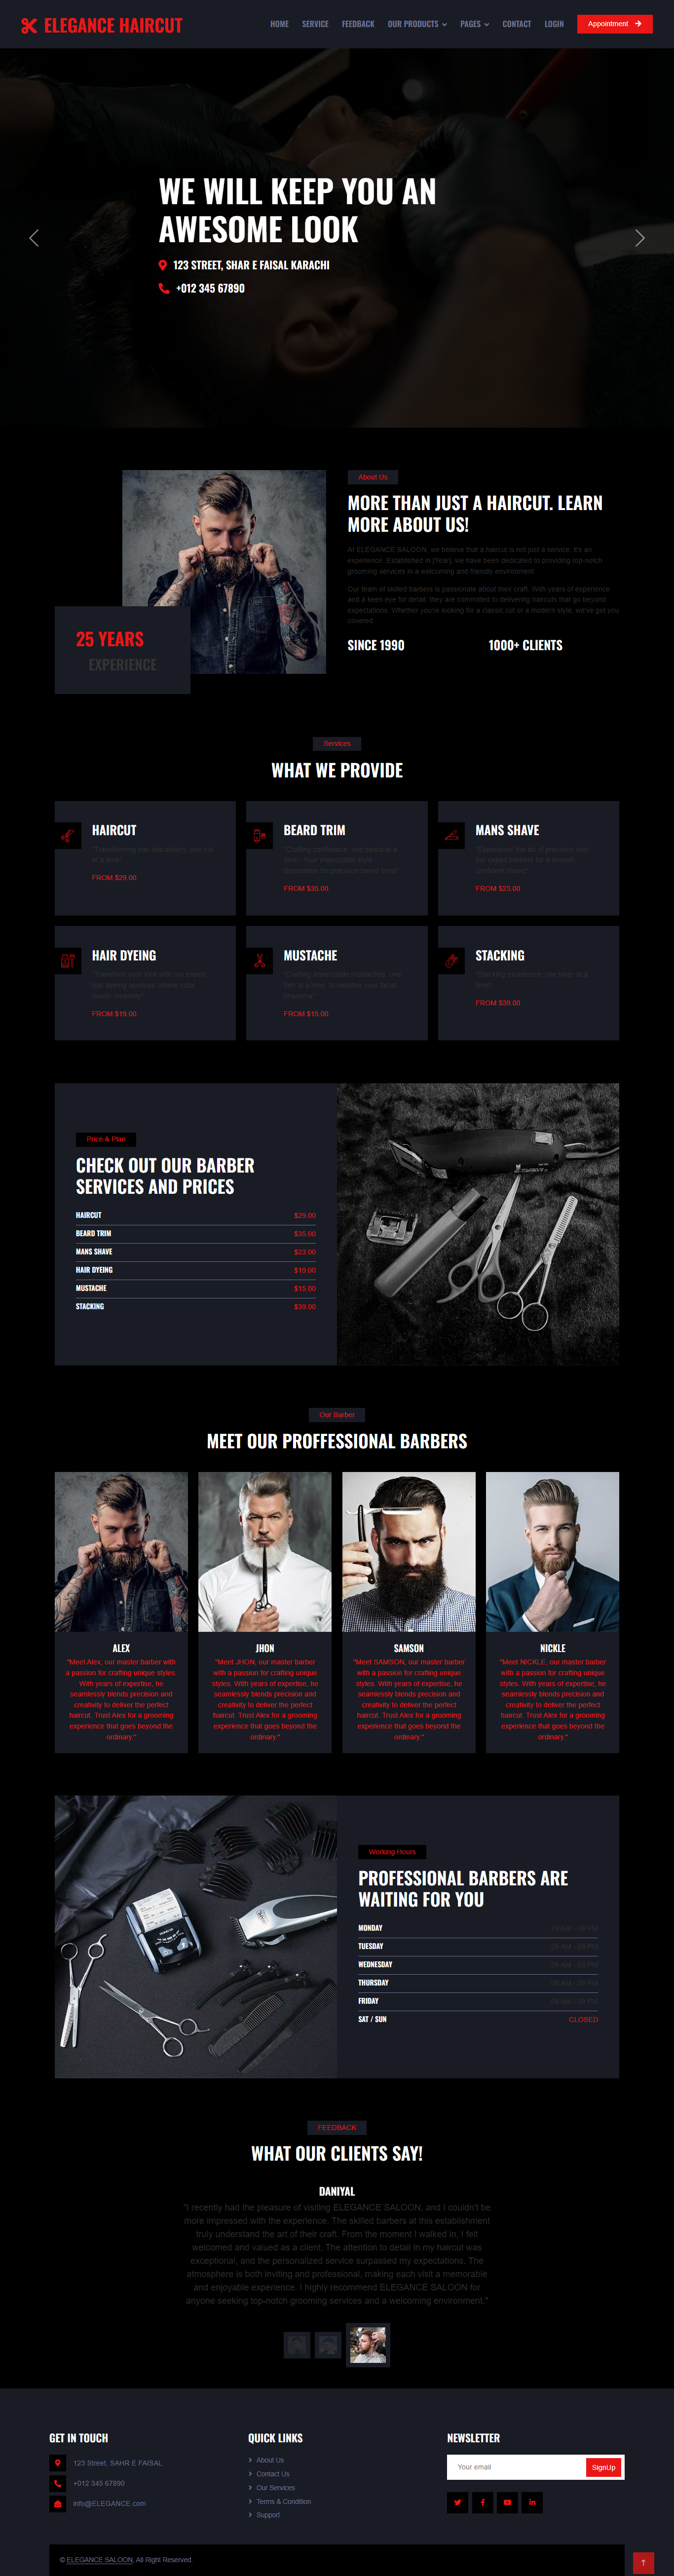 ELEGANCE HAIRCUT
HOME SERVICE FEEDBACK OUR PRODUCTS PAGES CONTACT LOGIN Appointment
WE WILL KEEP YOU AN
AWESOME LOOK
123 STREET, SHAR E FAISAL KARACHI
+012 345 67890
About Us
MORE THAN JUST A HAIRCUT. LEARN
MORE ABOUT US!
At ELEGANCE SALOON, we believe that a haircut is not just a service; it's an
experience. Established in [Year], we have been dedicated to providing top-notch
grooming services in a welcoming and friendly environment.
Our team of skilled barbers is passionate about their craft. With years of experience
and a keen eye for detail, they are committed to delivering haircuts that go beyond
expectations. Whether you're looking for a classic cut or a modern style, we've got you
covered.
25 YEARS
EXPERIENCE
SINCE 1990
1000+ CLIENTS
Services
WHAT WE PROVIDE
HAIRCUT
"Transforming hair into artistry, one cut
at a time"
FROM $29.00
BEARD TRIM
"Crafting confidence, one beard at a
time - Your impeccable style
destination for precision beard trims"
FROM $35.00
MANS SHAVE
"Experience the art of precision with
our expert barbers for a smooth,
confident shave"
FROM $23.00
HAIR DYEING
"Transform your look with our expert
hair dyeing services, where color
meets creativity"
FROM $19.00
MUSTACHE
"Crafting impeccable mustaches, one
trim at a time, to redefine your facial
character"
FROM $15.00
STACKING
"Stacking excellence, one layer at a
time"
FROM $39.00
Price & Plan
CHECK OUT OUR BARBER
SERVICES AND PRICES
HAIRCUT $29.00
BEARD TRIM $35.00
MANS SHAVE $23.00
HAIR DYEING $19.00
MUSTACHE $15.00
STACKING $39.00
Our Barber
MEET OUR PROFFESSIONAL BARBERS
ALEX
"Meet Alex, our master barber with
a passion for crafting unique styles.
With years of expertise, he
seamlessly blends precision and
creativity to deliver the perfect
haircut. Trust Alex for a grooming
experience that goes beyond the
ordinary."
JHON
"Meet JHON, our master barber
with a passion for crafting unique
styles. With years of expertise, he
seamlessly blends precision and
creativity to deliver the perfect
haircut. Trust Alex for a grooming
experience that goes beyond the
ordinary."
SAMSON
"Meet SAMSON, our master barber
with a passion for crafting unique
styles. With years of expertise, he
seamlessly blends precision and
creativity to deliver the perfect
haircut. Trust Alex for a grooming
experience that goes beyond the
ordinary."
NICKLE
"Meet NICKLE, our master barber
with a passion for crafting unique
styles. With years of expertise, he
seamlessly blends precision and
creativity to deliver the perfect
haircut. Trust Alex for a grooming
experience that goes beyond the
ordinary."
Working Hours
PROFESSIONAL BARBERS ARE
WAITING FOR YOU
MONDAY 09 AM - 09 PM
TUESDAY 09 AM - 09 PM
WEDNESDAY 09 AM - 09 PM
THURSDAY 09 AM - 09 PM
FRIDAY 09 AM - 09 PM
SAT / SUN CLOSED
FEEDBACK
WHAT OUR CLIENTS SAY!
DANIYAL
"I recently had the pleasure of visiting ELEGANCE SALOON, and I couldn't be
more impressed with the experience. The skilled barbers at this establishment
truly understand the art of their craft. From the moment I walked in, I felt
welcomed and valued as a client. The attention to detail in my haircut was
exceptional, and the personalized service surpassed my expectations. The
atmosphere is both inviting and professional, making each visit a memorable
and enjoyable experience. I highly recommend ELEGANCE SALOON for
anyone seeking top-notch grooming services and a welcoming environment."
GET IN TOUCH
123 Street, SAHR E FAISAL
+012 345 67890
info@ELEGANCE.com
QUICK LINKS
About Us
Contact Us
Our Services
Terms & Condition
Support
NEWSLETTER
Your email
SignUp
© ELEGANCE SALOON, All Right Reserved.